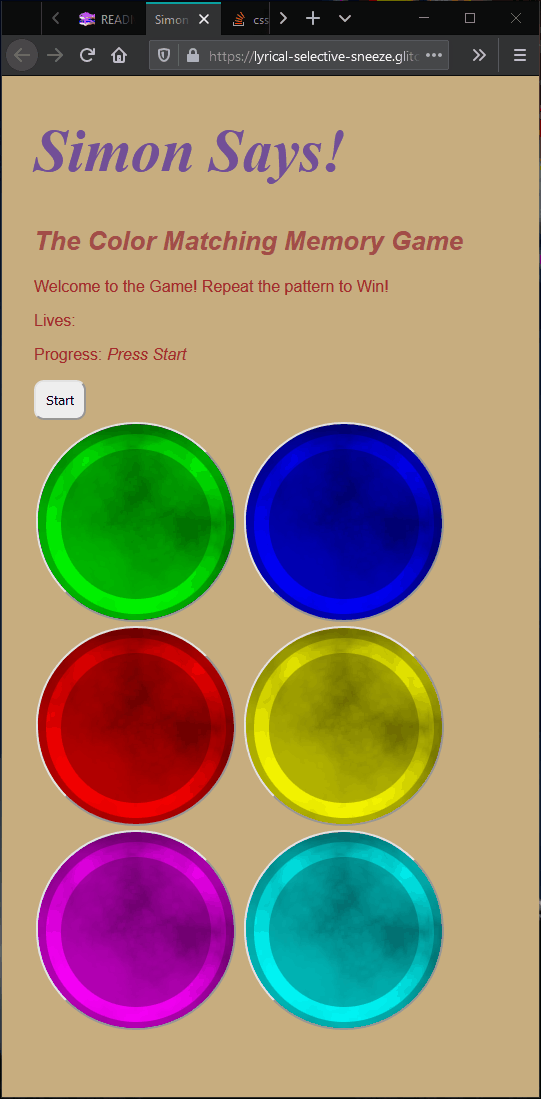 READ
Simon
css
https://lyrical-selective-sneeze.glitc
Simon Says!
The Color Matching Memory Game
Welcome to the Game! Repeat the pattern to Win!
Lives:
Progress: Press Start
Start